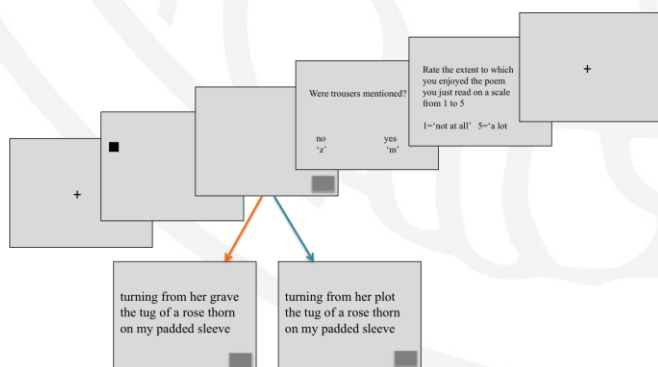 +
Were trousers mentioned?
no yes
'z' 'm'
Rate the extent to which
you enjoyed the poem
you just read on a scale
from 1 to 5
1='not at all' 5='a lot
+
turning from her grave
the tug of a rose thorn
on my padded sleeve
turning from her plot
the tug of a rose thorn
on my padded sleeve